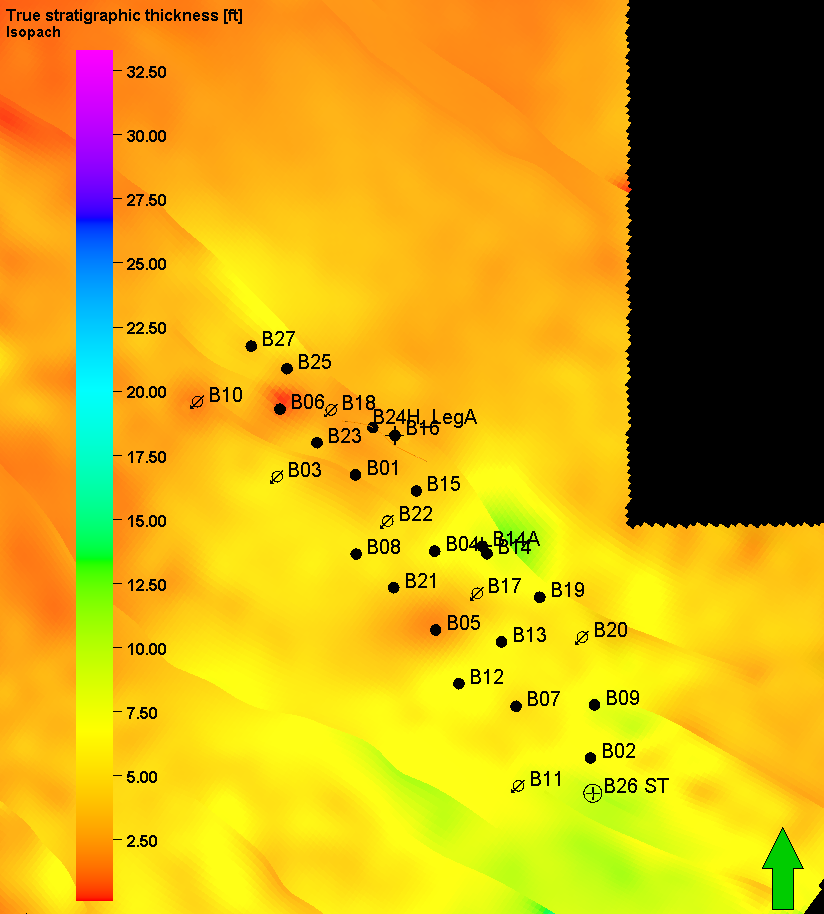 True stratigraphic thickness [ft]
Isopach
32.50
30.00
27.50
25.00
22.50
20.00
17.50
15.00
12.50
10.00
7.50
5.00
2.50
B27
B25
B10
B06
B18
B24H_LegA
B16
B23
B03
B01
B15
B22
B14A
B08
B04
B14
B21
B17
B19
B05
B13
B20
B12
B07
B09
B02
B11
B26 ST